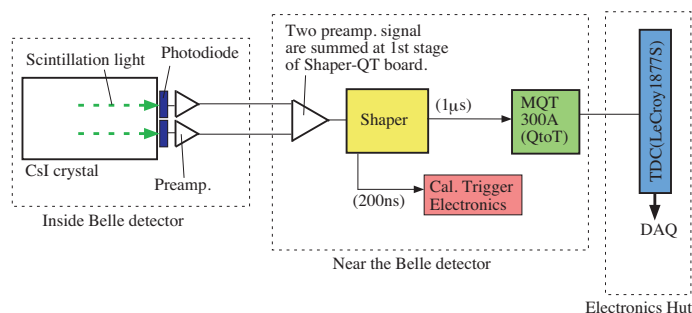 Scintillation light
Photodiode
CsI crystal
Preamp.
Inside Belle detector
Two preamp. signal
are summed at 1st stage
of Shaper-QT board.
Shaper
(1μs)
MQT
300A
(QtoT)
(200ns)
Cal. Trigger
Electronics
Near the Belle detector
TDC(LeCroy1877S)
DAQ
Electronics Hut